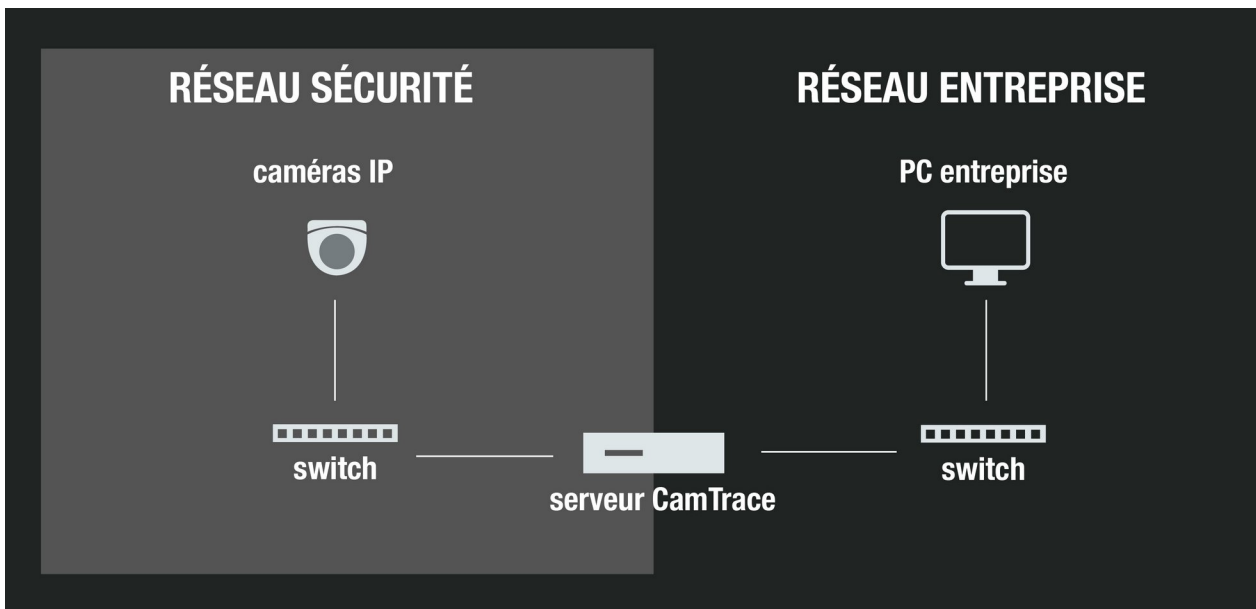 RÉSEAU SÉCURITÉ
RÉSEAU ENTREPRISE
caméras IP
PC entreprise
switch
switch
serveur CamTrace